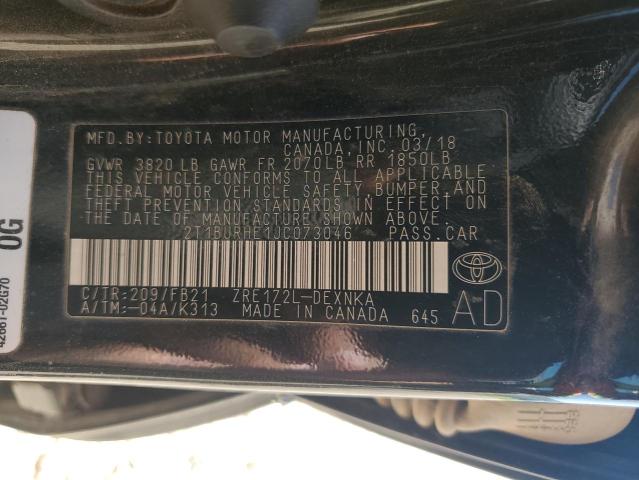 MFD.BY:TOYOTA MOTOR MANUFACTURING,
CANADA, INC. 03/18
GVWR 3820 LB GAWR FR 2070LB RR 1850LB
THIS VEHICLE CONFORMS TO ALL APPLICABLE
FEDERAL MOTOR VEHICLE SAFETY, BUMPER, AND
THEFT PREVENTION STANDARDS IN EFFECT ON
THE DATE OF MANUFACTURE SHOWN ABOVE.
2T1BURHE1JC073046 PASS.CAR
C/TR:209/FB21 ZRE172L-DEXNKA
A/TM:-04A/K313 MADE IN CANADA 645
AD
0G
42661-02G70